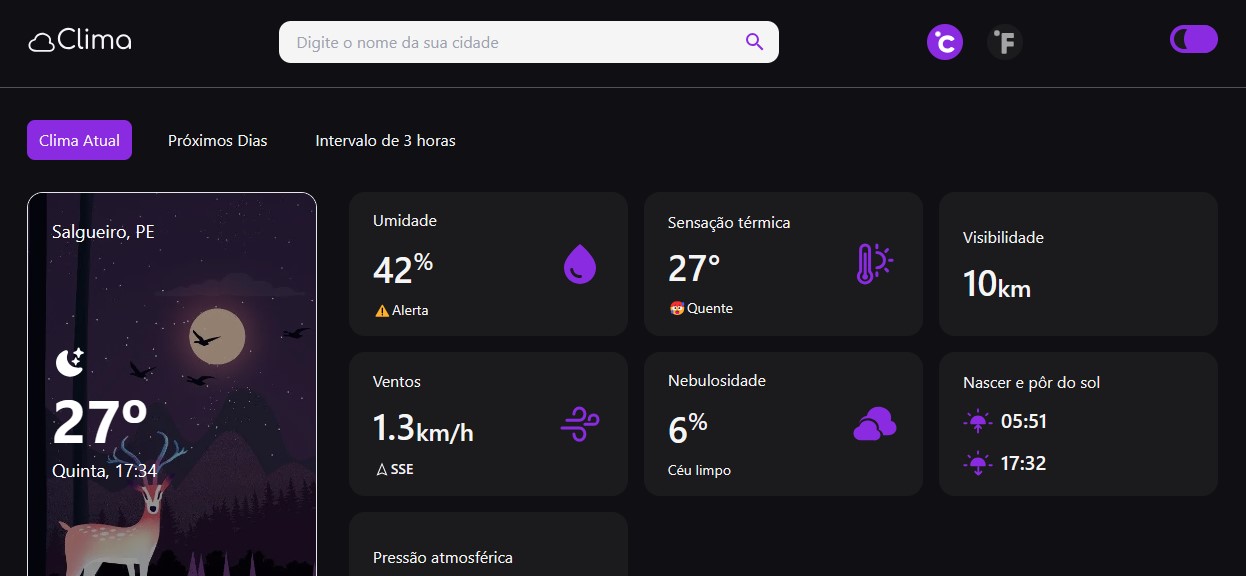 Clima
Digite o nome da sua cidade
°C
°F
Clima Atual
Próximos Dias
Intervalo de 3 horas
Salgueiro, PE
27º
Quinta, 17:34
Umidade
42%
Alerta
Sensação térmica
27°
Quente
Visibilidade
10km
Ventos
1.3km/h
SSE
Nebulosidade
6%
Céu limpo
Nascer e pôr do sol
05:51
17:32
Pressão atmosférica